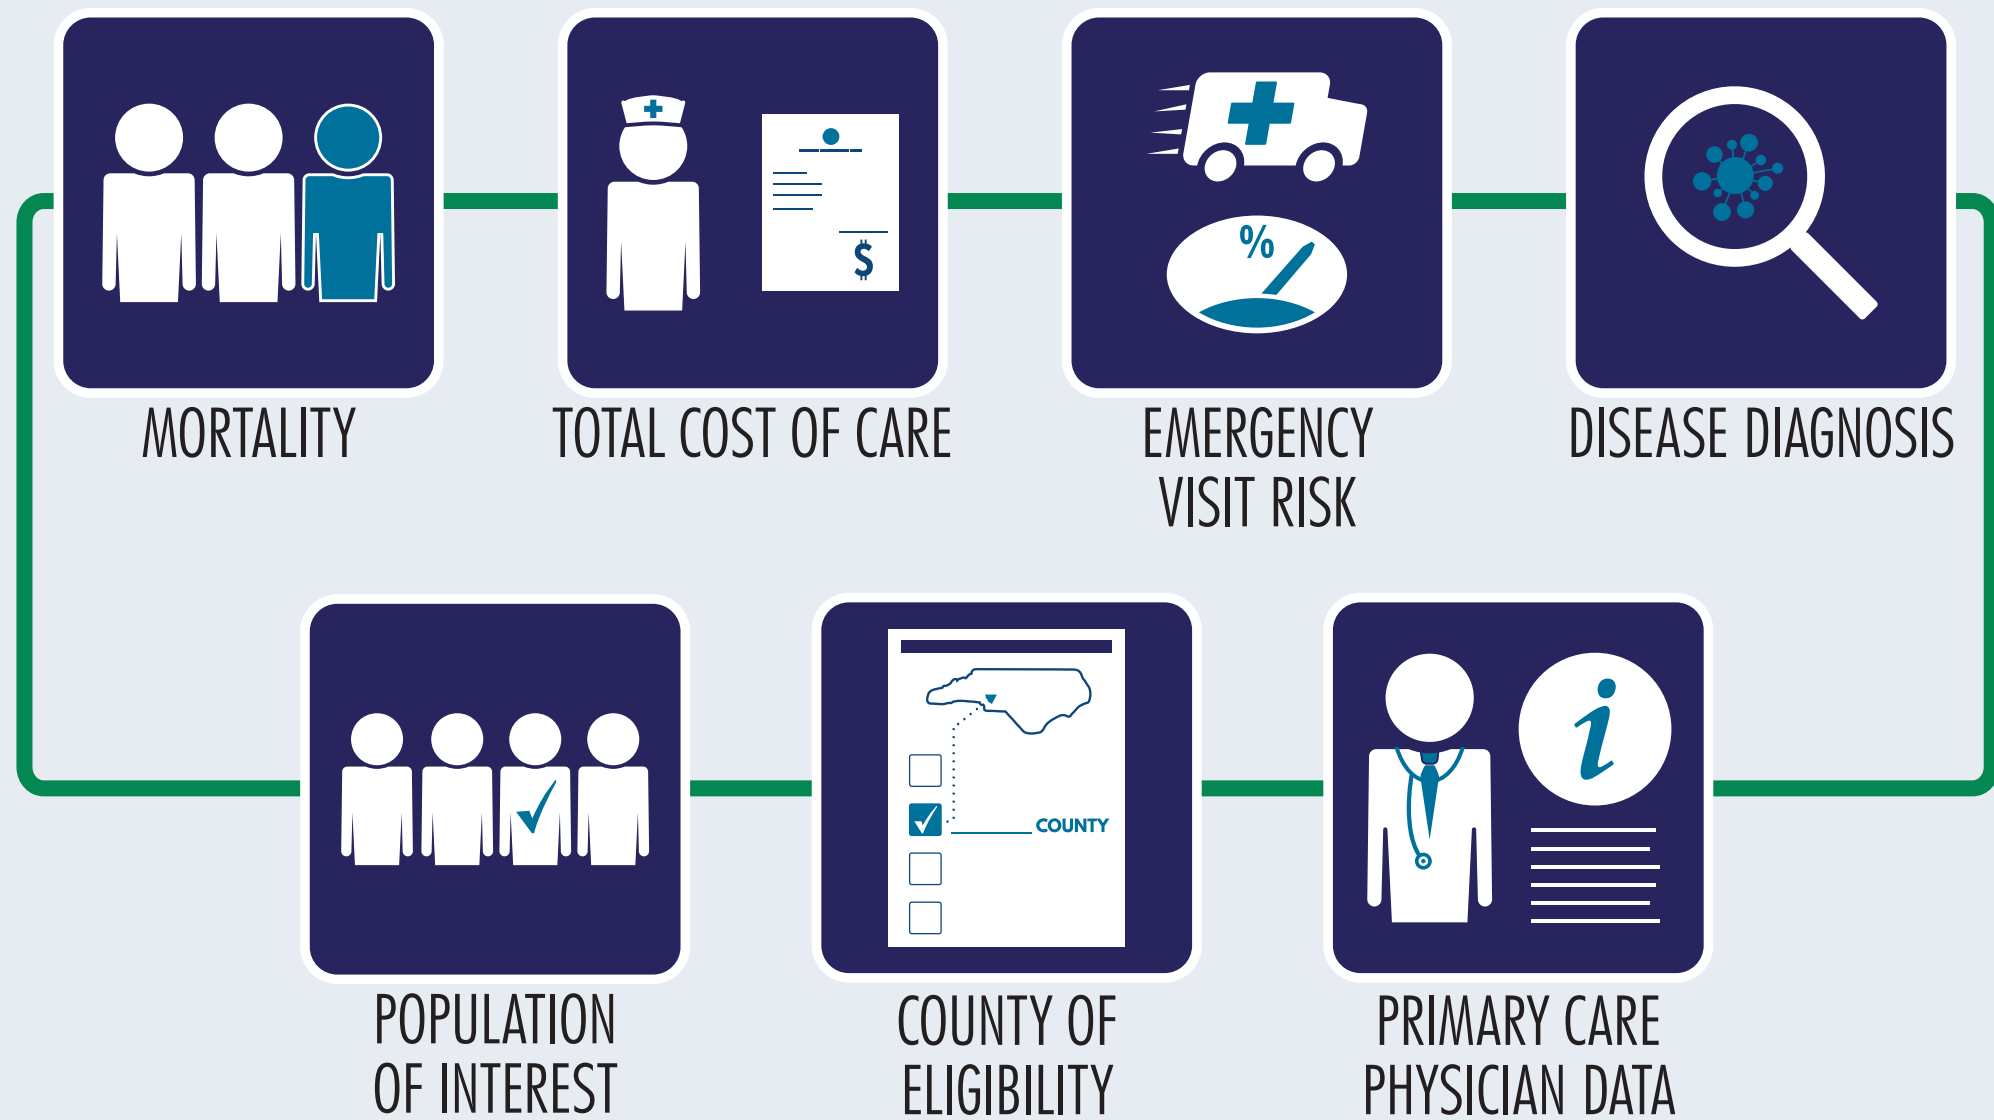 $
%
MORTALITY
TOTAL COST OF CARE
EMERGENCY
VISIT RISK
DISEASE DIAGNOSIS
COUNTY
i
POPULATION
OF INTEREST
COUNTY OF
ELIGIBILITY
PRIMARY CARE
PHYSICIAN DATA